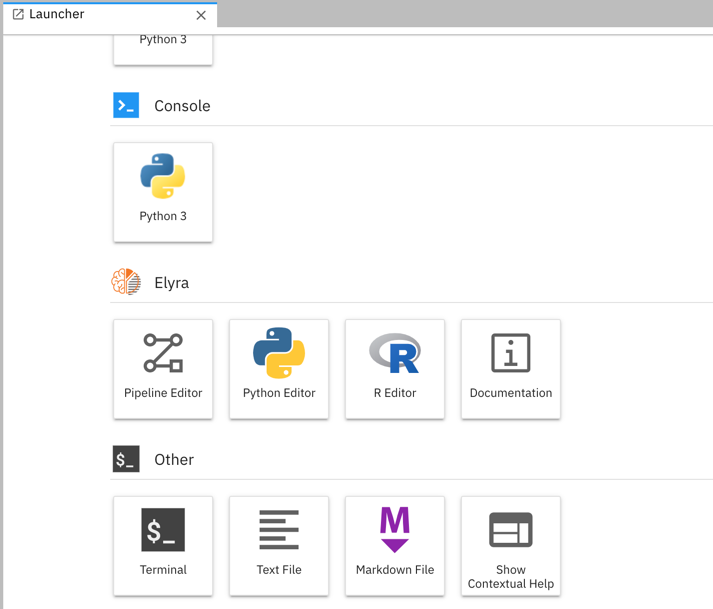 Launcher
Python 3
Console
Python 3
Elyra
Pipeline Editor
Python Editor
R
R Editor
i
Documentation
$_
Other
$_
Terminal
Text File
M
Markdown File
Show
Contextual Help